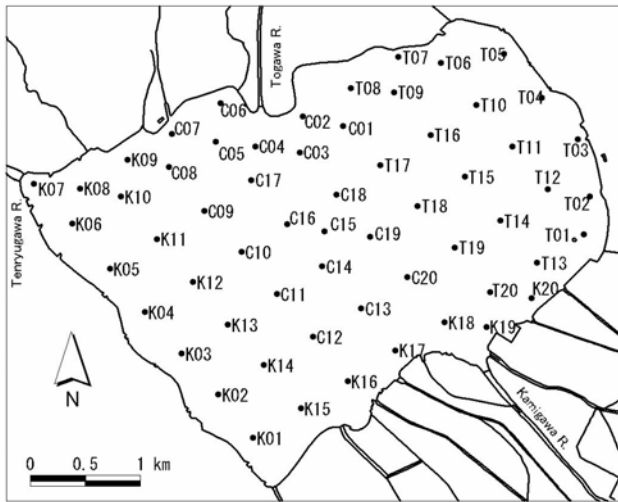 Togawa R.
T07
T06
T05
T08
T09
T04
C06
T10
C02
C01
C07
T16
C05
C04
C03
T11
T03
K09
C08
T17
T12
K07
K08
C17
T15
K10
C18
T02
C09
T18
K06
C16
C15
T14
T01
K11
C19
Tenryugawa R.
C10
T19
K05
C14
T13
K12
C20
C11
T20
K20
K04
C13
K13
K18
K19
C12
K03
K17
K14
K16
K02
Kamigawa R.
K15
N
K01
0 0.5 1 km